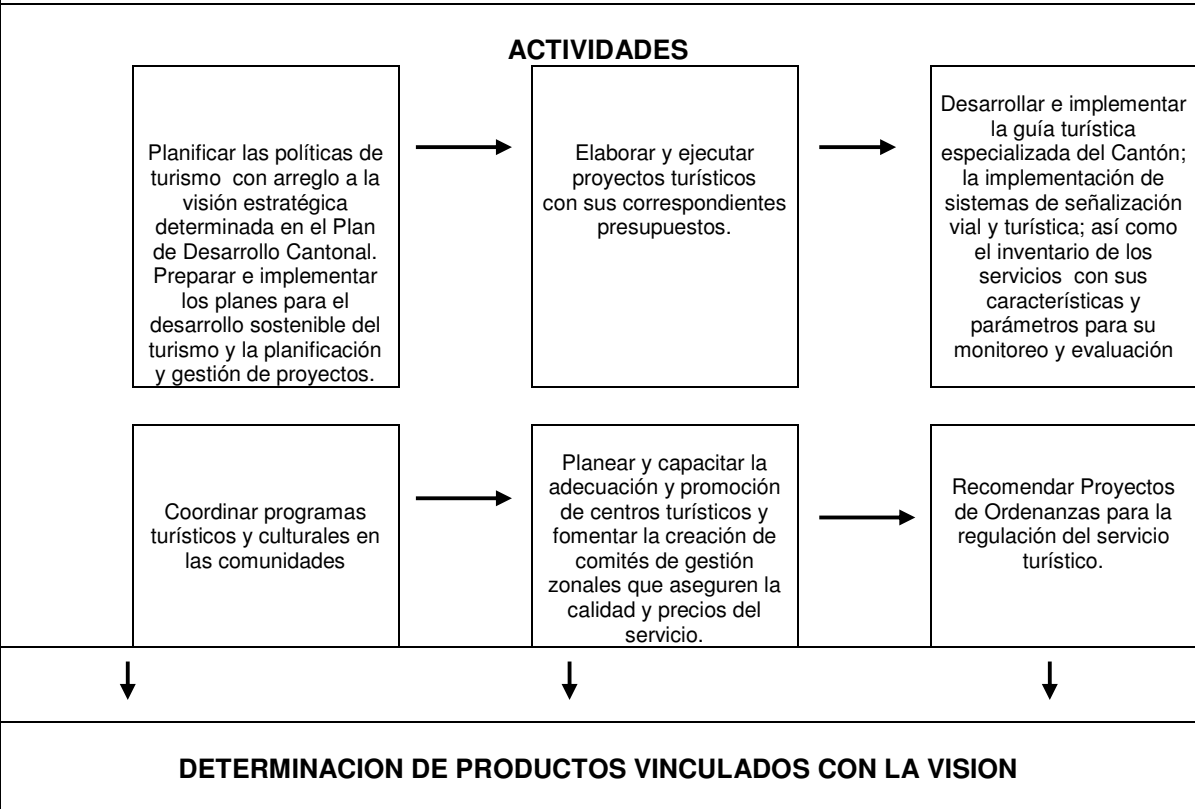 ACTIVIDADES
Planificar las políticas de
turismo con arreglo a la
visión estratégica
determinada en el Plan
de Desarrollo Cantonal.
Preparar e implementar
los planes para el
desarrollo sostenible del
turismo y la planificación
y gestión de proyectos.
Elaborar y ejecutar
proyectos turísticos
con sus correspondientes
presupuestos.
Desarrollar e implementar
la guía turística
especializada del Cantón;
la implementación de
sistemas de señalización
vial y turística; así como
el inventario de los
servicios con sus
características y
parámetros para su
monitoreo y evaluación
Coordinar programas
turísticos y culturales en
las comunidades
Planear y capacitar la
adecuación y promoción
de centros turísticos y
fomentar la creación de
comités de gestión
zonales que aseguren la
calidad y precios del
servicio.
Recomendar Proyectos
de Ordenanzas para la
regulación del servicio
turístico.
DETERMINACION DE PRODUCTOS VINCULADOS CON LA VISION